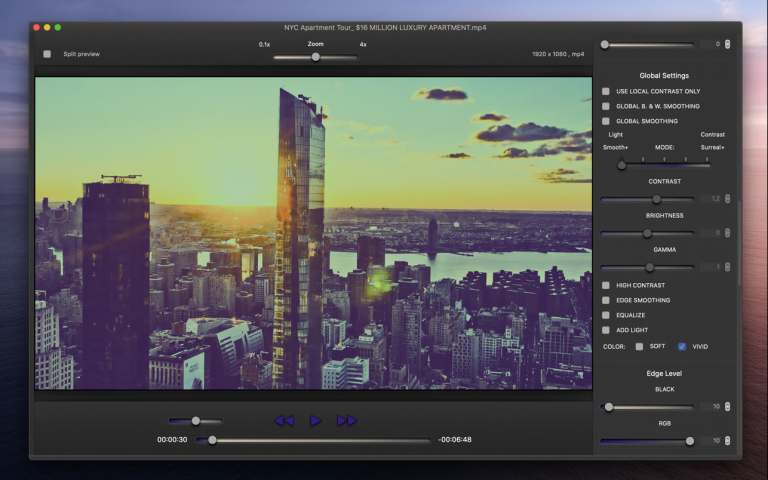 NYC Apartment Tour_ $16 MILLION LUXURY APARTMENT.mp4
Split preview
0.1x Zoom 4x
1920 x 1080 , mp4
0
Global Settings
USE LOCAL CONTRAST ONLY
GLOBAL B. & W. SMOOTHING
GLOBAL SMOOTHING
Light Contrast
Smooth+ MODE: Surreal+
CONTRAST
1,2
BRIGHTNESS
0
GAMMA
1
HIGH CONTRAST
EDGE SMOOTHING
EQUALIZE
ADD LIGHT
COLOR: SOFT VIVID
Edge Level
BLACK
10
RGB
10
00:00:30 -00:06:48